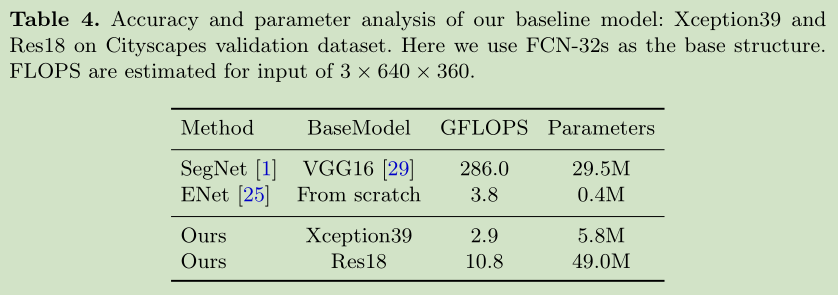 Table 4. Accuracy and parameter analysis of our baseline model: Xception39 and
Res18 on Cityscapes validation dataset. Here we use FCN-32s as the base structure.
FLOPS are estimated for input of 3 × 640 × 360.
Method BaseModel GFLOPS Parameters
SegNet [1] VGG16 [29] 286.0 29.5M
ENet [25] From scratch 3.8 0.4M
Ours Xception39 2.9 5.8M
Ours Res18 10.8 49.0M